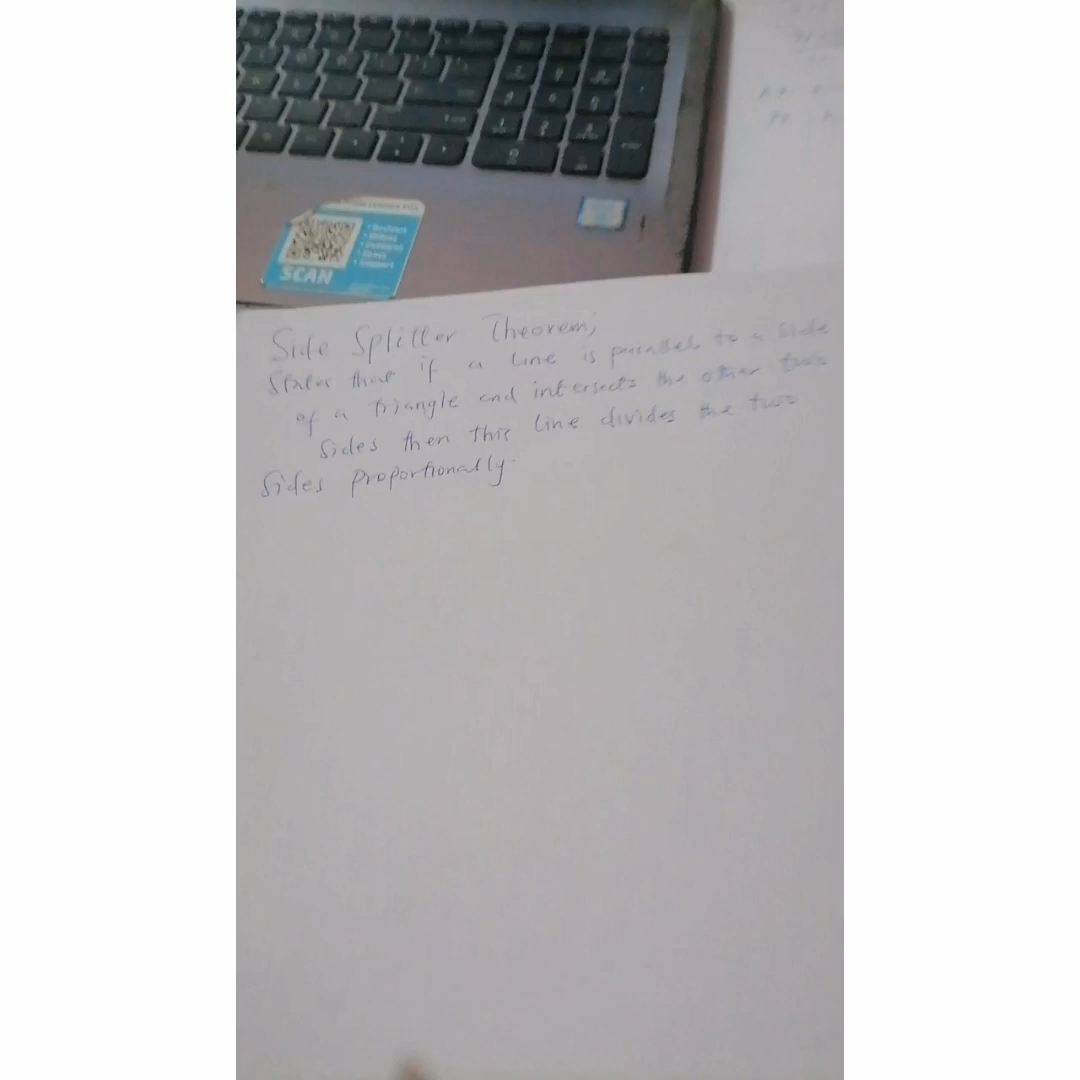 SCAN
Side Splitter Theorem,
States that if a line is parallel to a side
of a triangle and intersects the other two
sides then this line divides the two
sides proportionally.